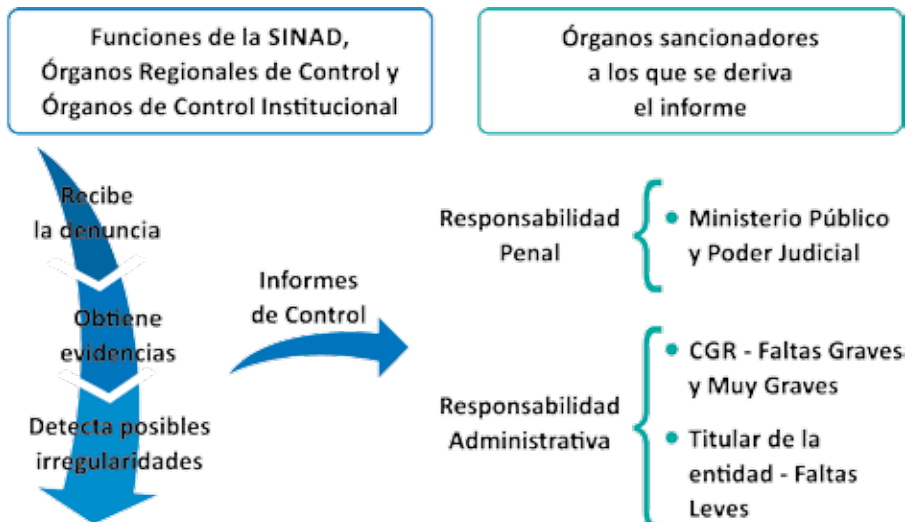 Funciones de la SINAD,
Órganos Regionales de Control y
Órganos de Control Institucional
Órganos sancionadores
a los que se deriva
el informe
Recibe
la denuncia
Obtiene
evidencias
Detecta posibles
irregularidades
Informes
de Control
Responsabilidad
Penal
Ministerio Público
y Poder Judicial
Responsabilidad
Administrativa
CGR - Faltas Graves
y Muy Graves
Titular de la
entidad - Faltas
Leves